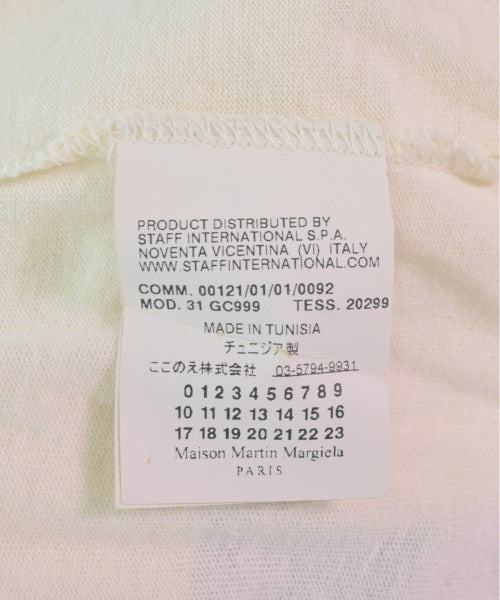 PRODUCT DISTRIBUTED BY
STAFF INTERNATIONAL S.P.A.
NOVENTA VICENTINA (VI) ITALY
WWW.STAFFINTERNATIONAL.COM
COMM. 00121/01/01/0092
MOD. 31 GC999 TESS. 20299
MADE IN TUNISIA
チュニジア製
ここのえ株式会社 03-5794-9931
0 1 2 3 4 5 6 7 8 9
10 11 12 13 14 15 16
17 18 19 20 21 22 23
Maison Martin Margiela
PARIS